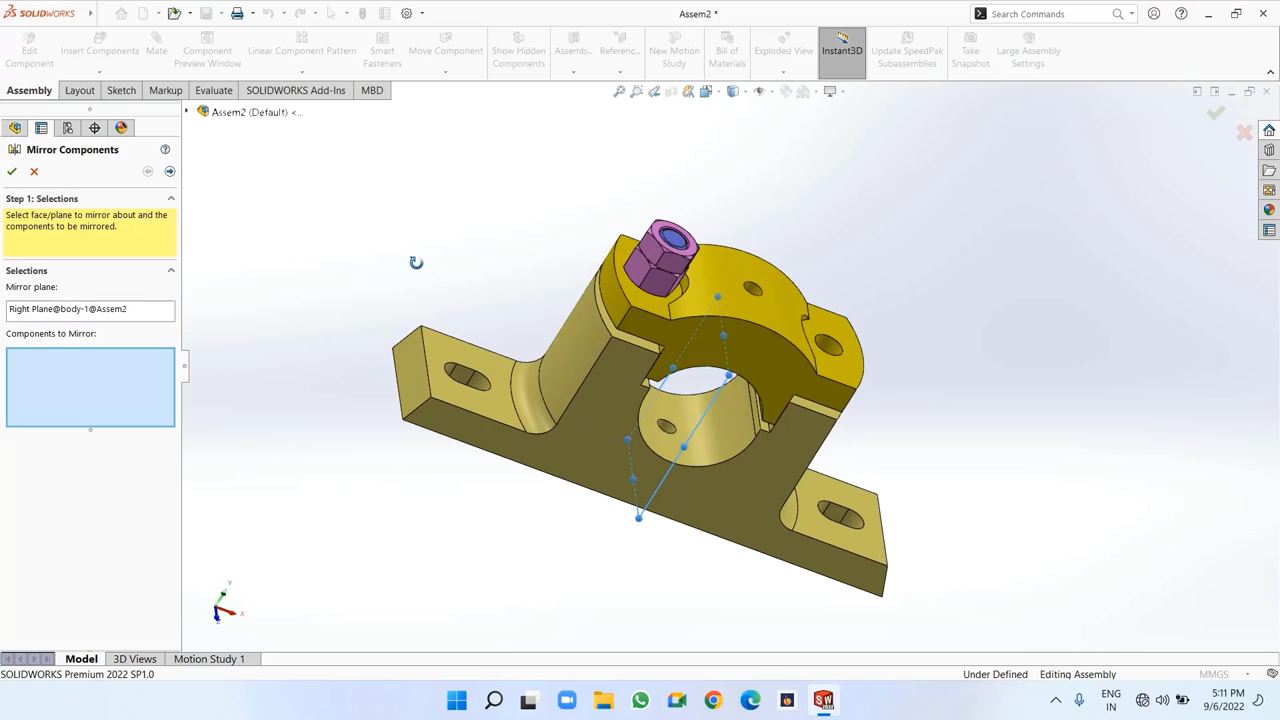 SOLIDWORKS
Assem2 *
Search Commands
Edit Component
Insert Components
Mate
Component Preview Window
Linear Component Pattern
Smart Fasteners
Move Component
Show Hidden Components
Assemb...
Referenc...
New Motion Study
Bill of Materials
Exploded View
Instant3D
Update SpeedPak Subassemblies
Take Snapshot
Large Assembly Settings
Assembly
Layout
Sketch
Markup
Evaluate
SOLIDWORKS Add-Ins
MBD
Assem2 (Default) <...
Mirror Components
Step 1: Selections
Select face/plane to mirror about and the
components to be mirrored.
Selections
Mirror plane:
Right Plane@body-1@Assem2
Components to Mirror:
Y
X
Z
Model
3D Views
Motion Study 1
SOLIDWORKS Premium 2022 SP1.0
Under Defined
Editing Assembly
MMGS
ENG
IN
5:11 PM
9/6/2022